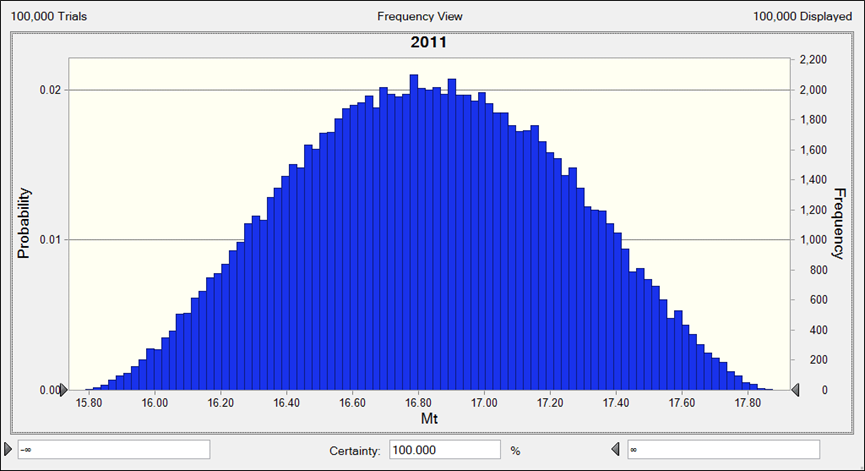 100,000 Trials Frequency View 100,000 Displayed
2011
Probability
0.02
0.01
0.00
2,200
2,000
1,800
1,600
1,400
1,200
1,000
800
600
400
200
0
Frequency
15.80 16.00 16.20 16.40 16.60 16.80 17.00 17.20 17.40 17.60 17.80
Mt
-∞ Certainty: 100.000 % ∞